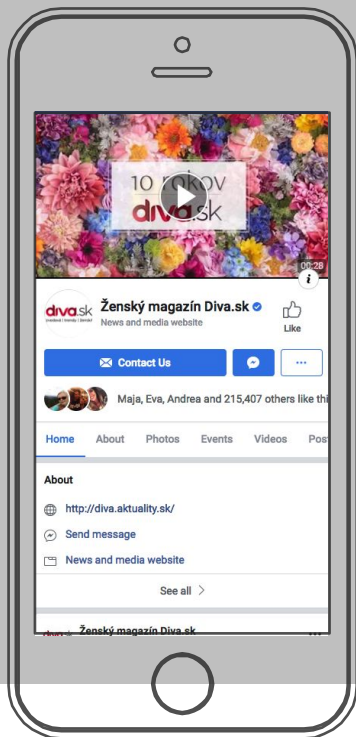 10 rokov
diva.sk
00:28
diva.sk
Ženský magazín Diva.sk
News and media website
Like
Contact Us
Maja, Eva, Andrea and 215,407 others like thi
Home About Photos Events Videos Pos
About
http://diva.aktuality.sk/
Send message
News and media website
See all
Ženský magazín Diva.sk